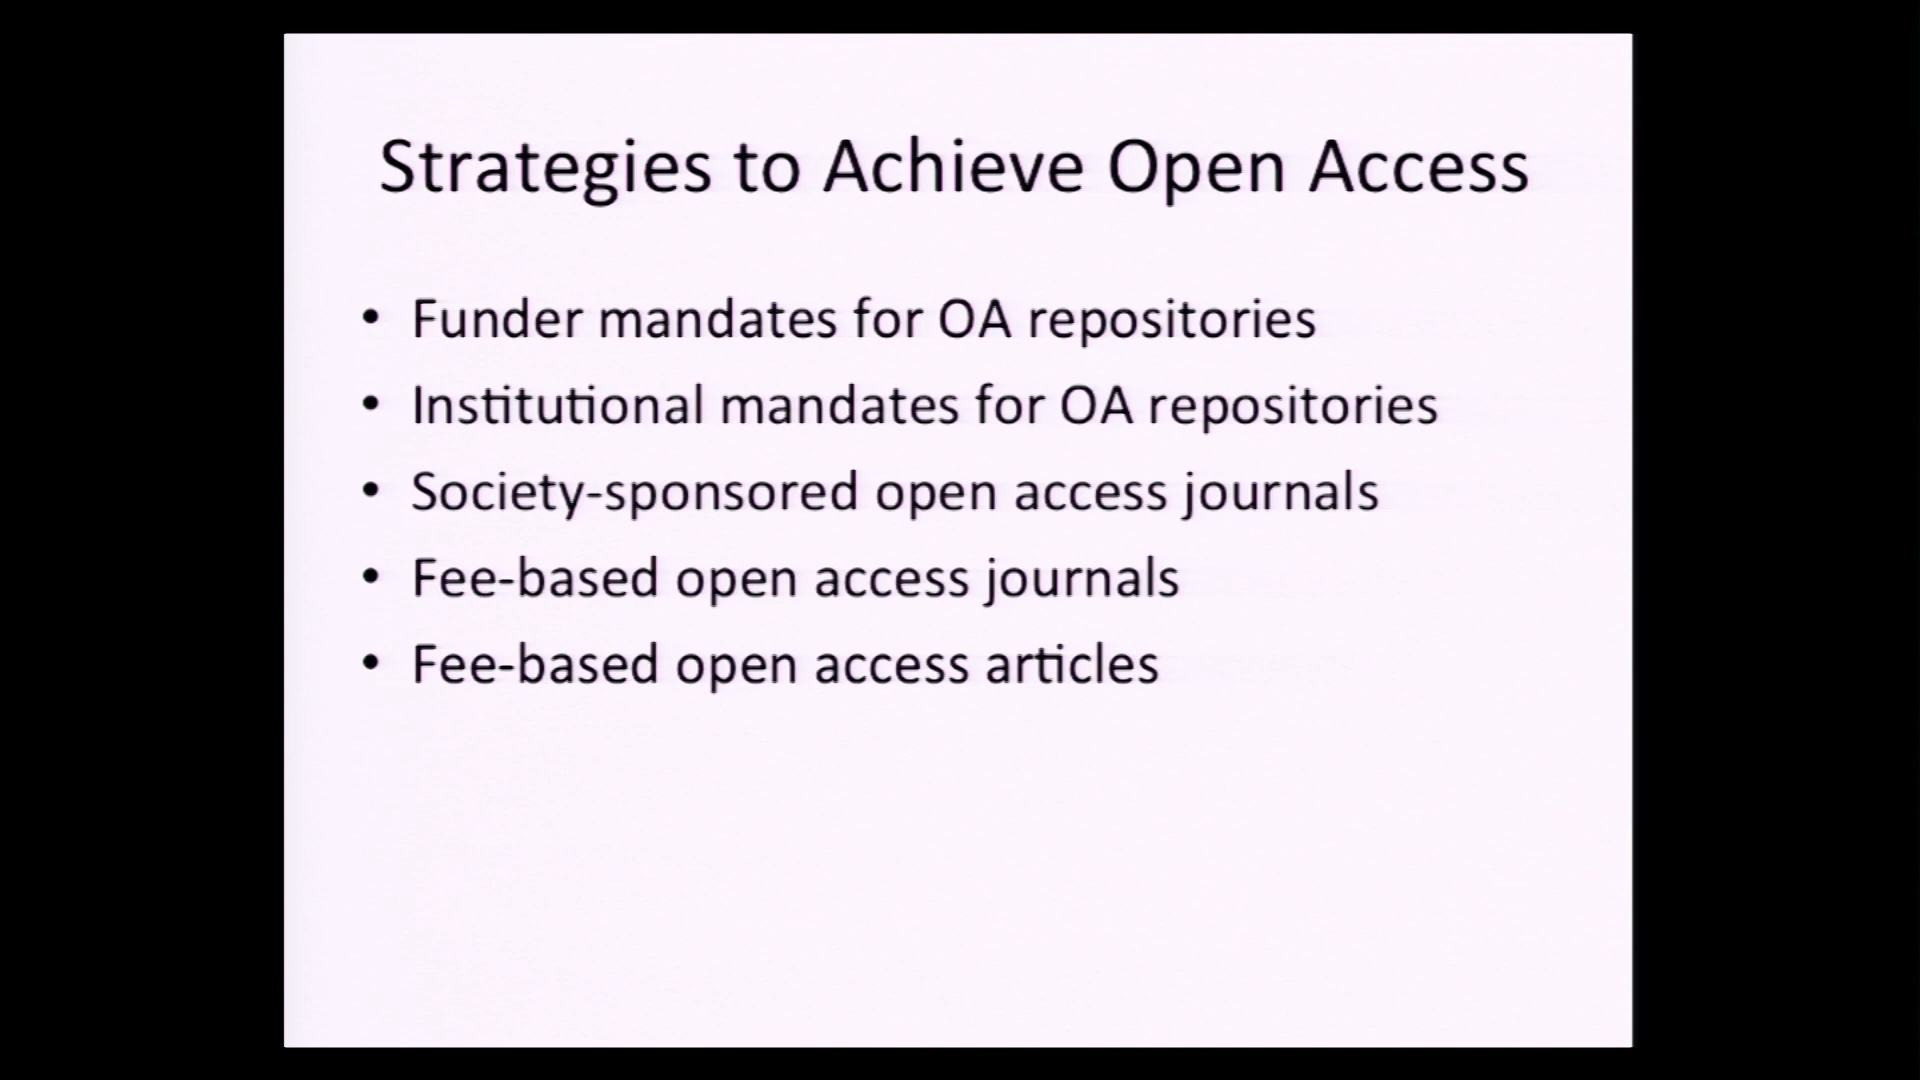 Strategies to Achieve Open Access
• Funder mandates for OA repositories
• Institutional mandates for OA repositories
• Society-sponsored open access journals
• Fee-based open access journals
• Fee-based open access articles